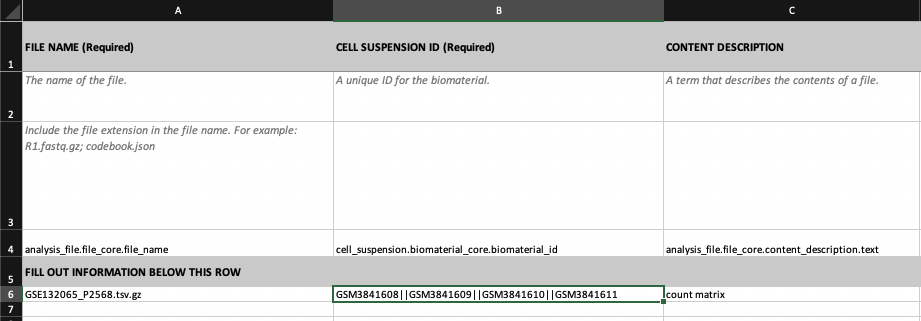 A B C
1 FILE NAME (Required) CELL SUSPENSION ID (Required) CONTENT DESCRIPTION
2 The name of the file. A unique ID for the biomaterial. A term that describes the contents of a file.
3 Include the file extension in the file name. For example:
R1.fastq.gz; codebook.json
4 analysis_file.file_core.file_name cell_suspension.biomaterial_core.biomaterial_id analysis_file.file_core.content_description.text
5 FILL OUT INFORMATION BELOW THIS ROW
6 GSE132065_P2568.tsv.gz GSM3841608||GSM3841609||GSM3841610||GSM3841611 count matrix
7